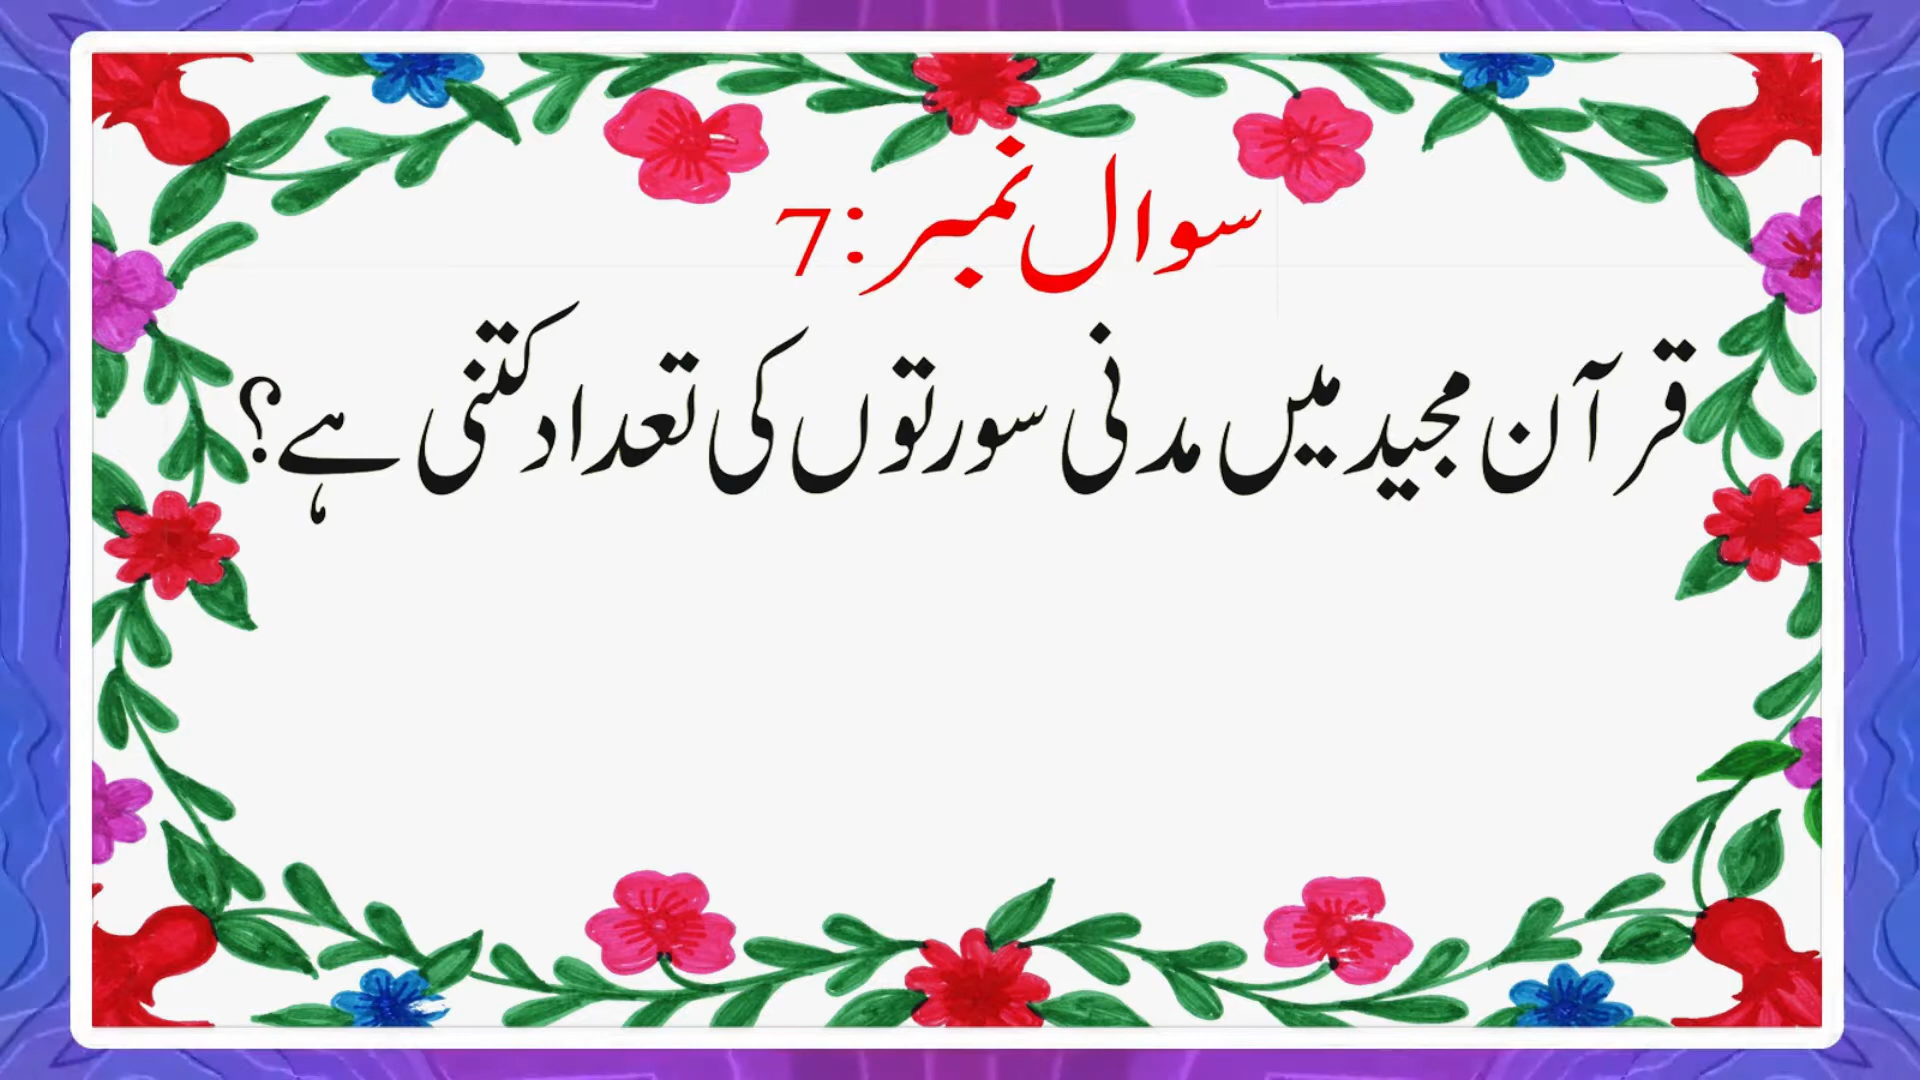 سوال نمبر:7
قرآن مجید میں مدنی سورتوں کی تعداد کتنی ہے؟